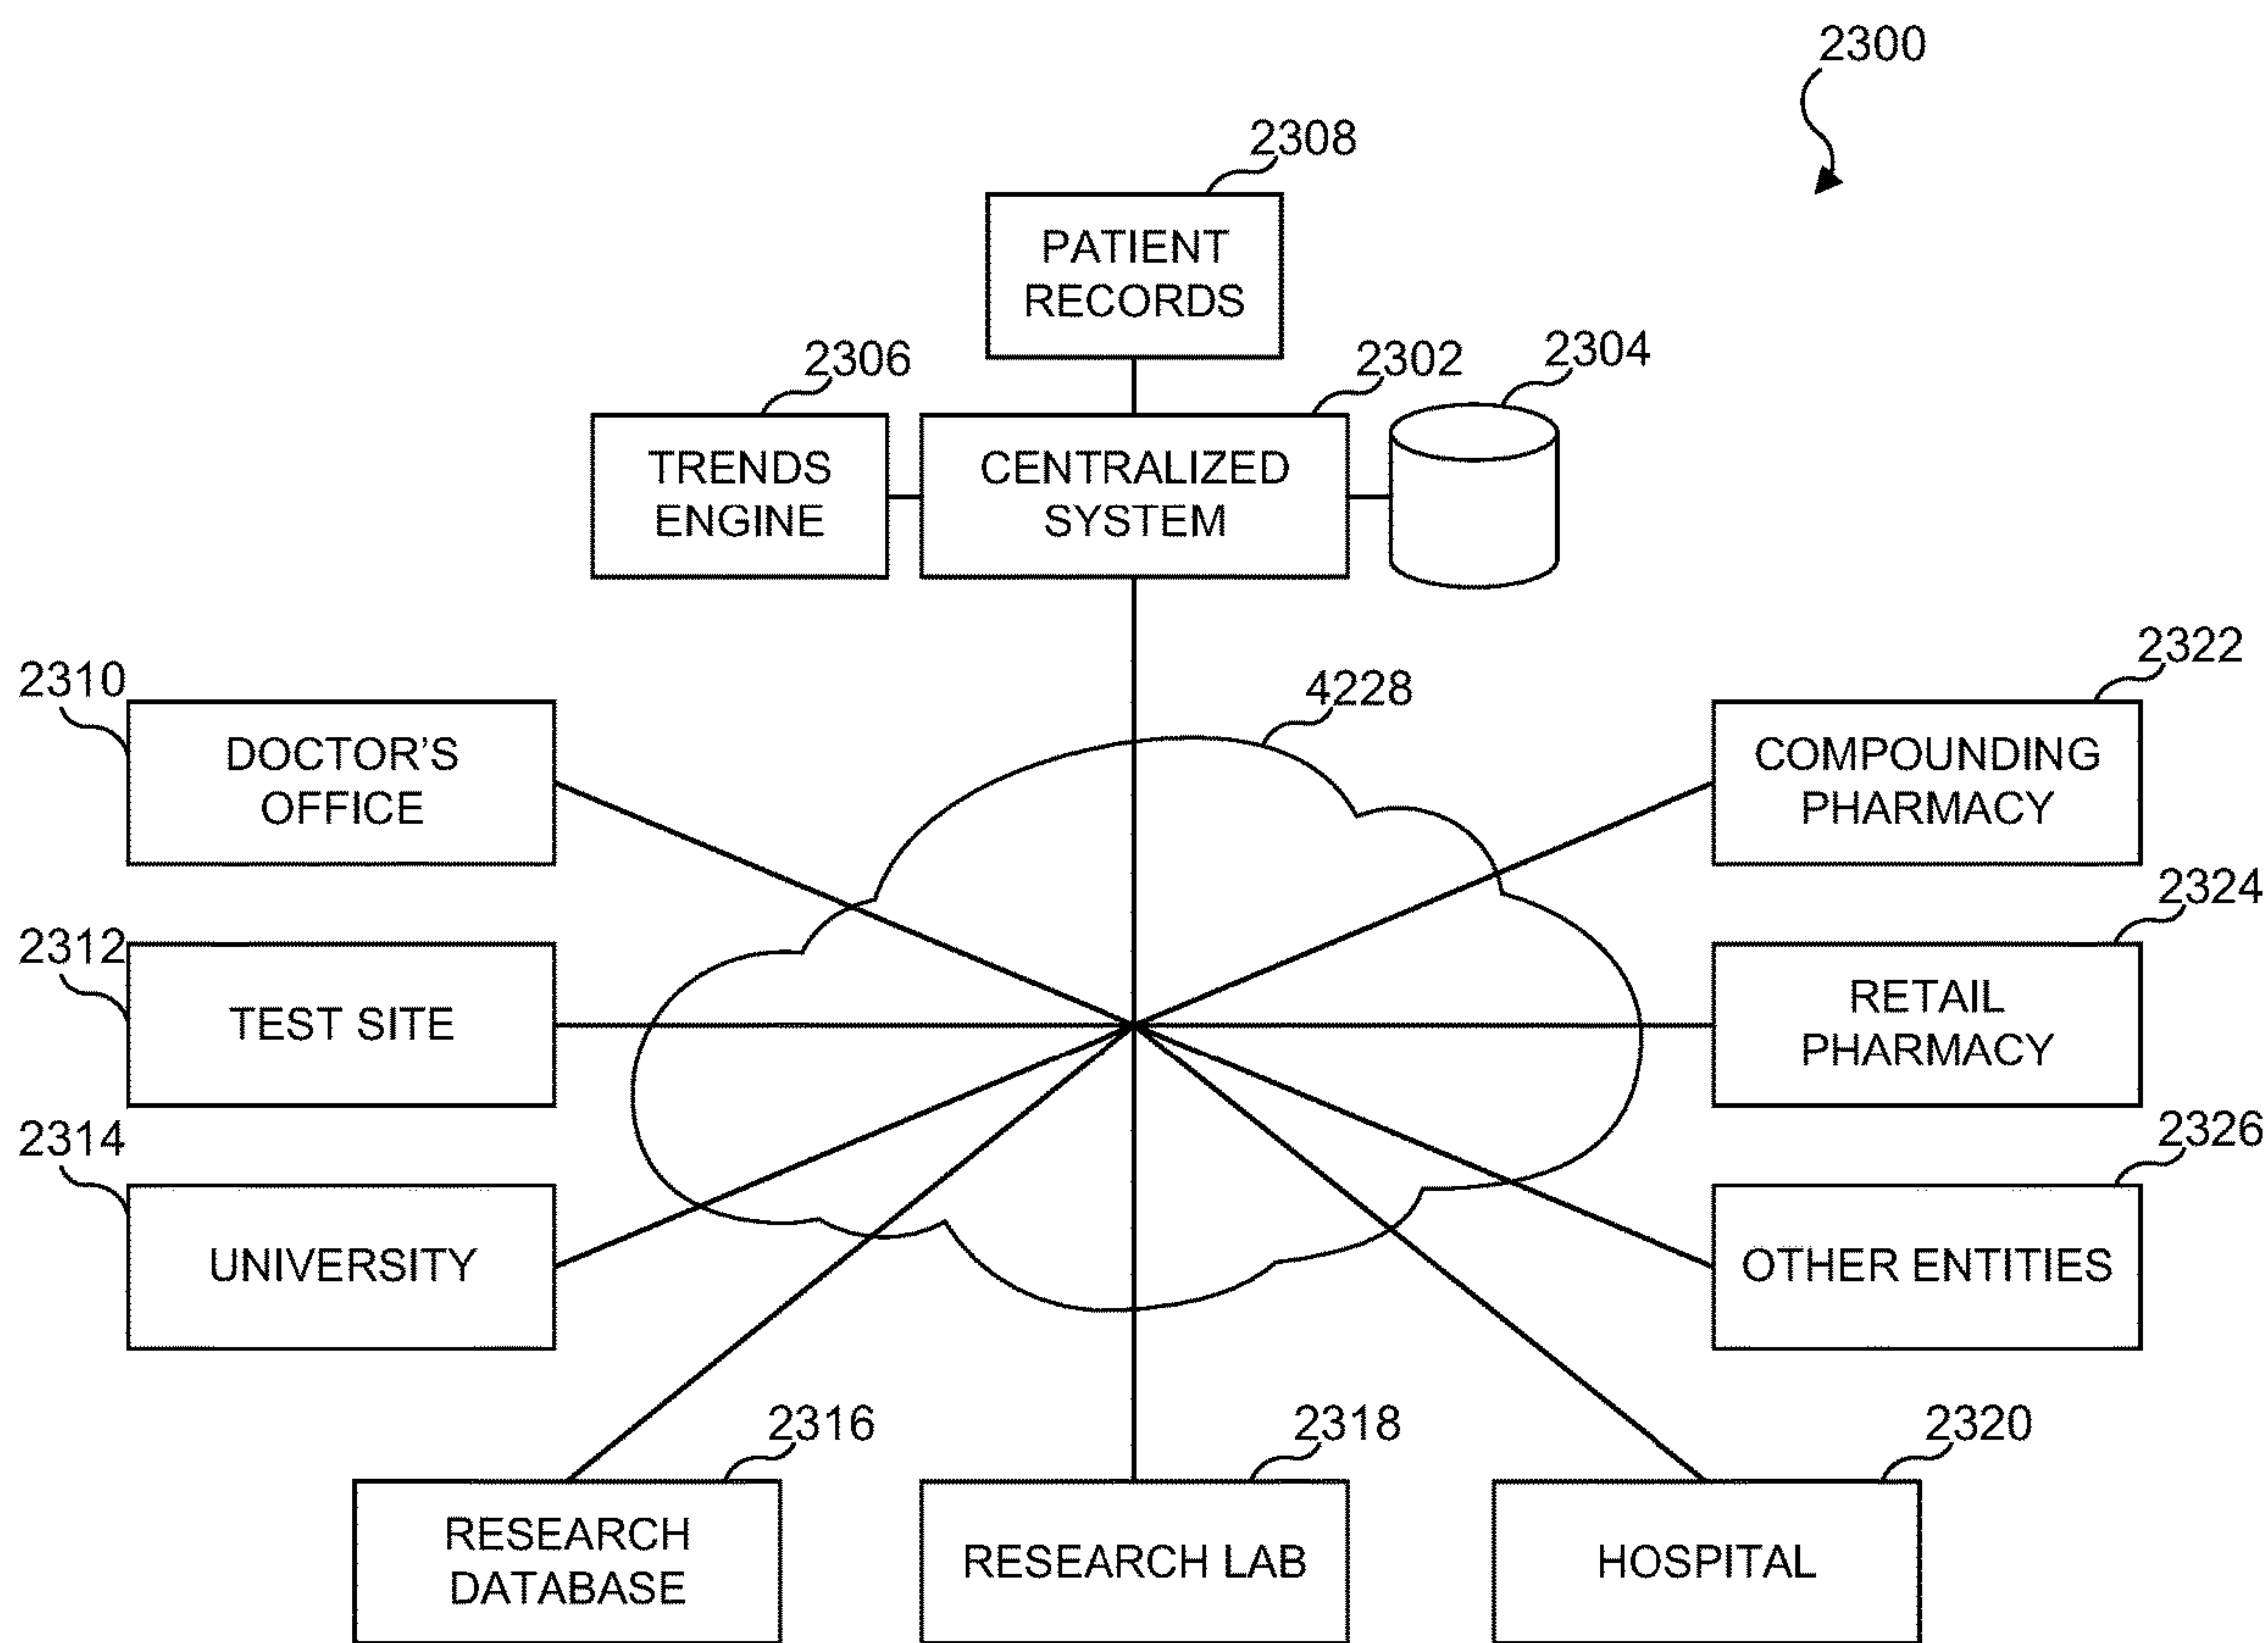 2300
2308
PATIENT
RECORDS
2306
2302
2304
TRENDS
ENGINE
CENTRALIZED
SYSTEM
2310
4228
2322
DOCTOR'S
OFFICE
COMPOUNDING
PHARMACY
2312
2324
TEST SITE
RETAIL
PHARMACY
2314
2326
UNIVERSITY
OTHER ENTITIES
2316
2318
2320
RESEARCH
DATABASE
RESEARCH LAB
HOSPITAL